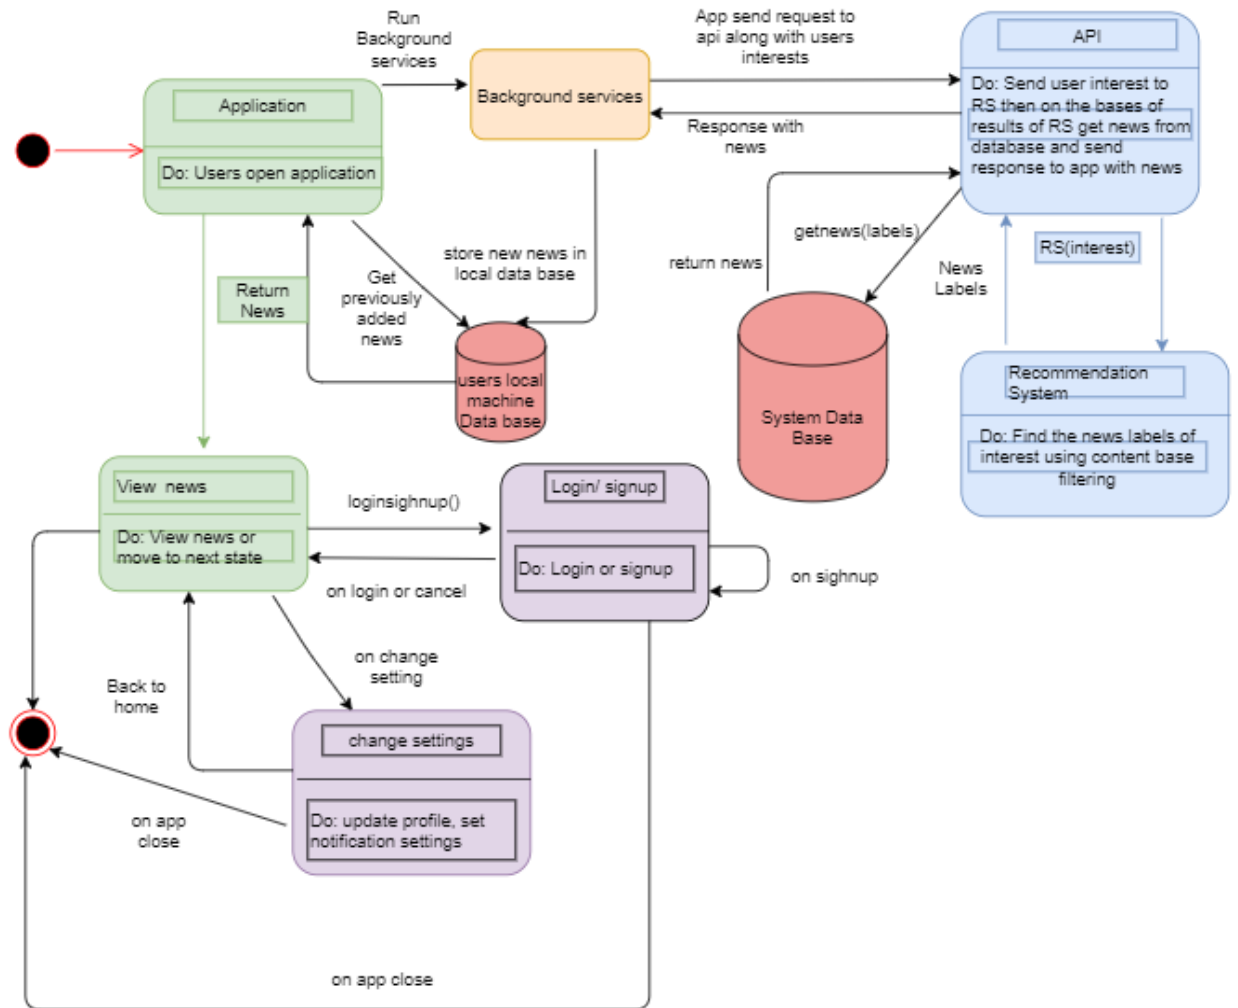 Run
Background
services
App send request to
api along with users
interests
API
Application
Background services
Do: Send user interest to
RS then on the bases of
results of RS get news from
database and send
response to app with news
Do: Users open application
Response with
news
getnews(labels)
store new news in
local data base
return news
RS(interest)
News
Labels
Return
News
Get
previously
added
news
users local
machine
Data base
System Data
Base
Recommendation
System
Do: Find the news labels of
interest using content base
filtering
View news
loginsighnup()
Login/ signup
Do: View news or
move to next state
Do: Login or signup
on sighnup
on login or cancel
on change
setting
Back to
home
change settings
on app
close
Do: update profile, set
notification settings
on app close